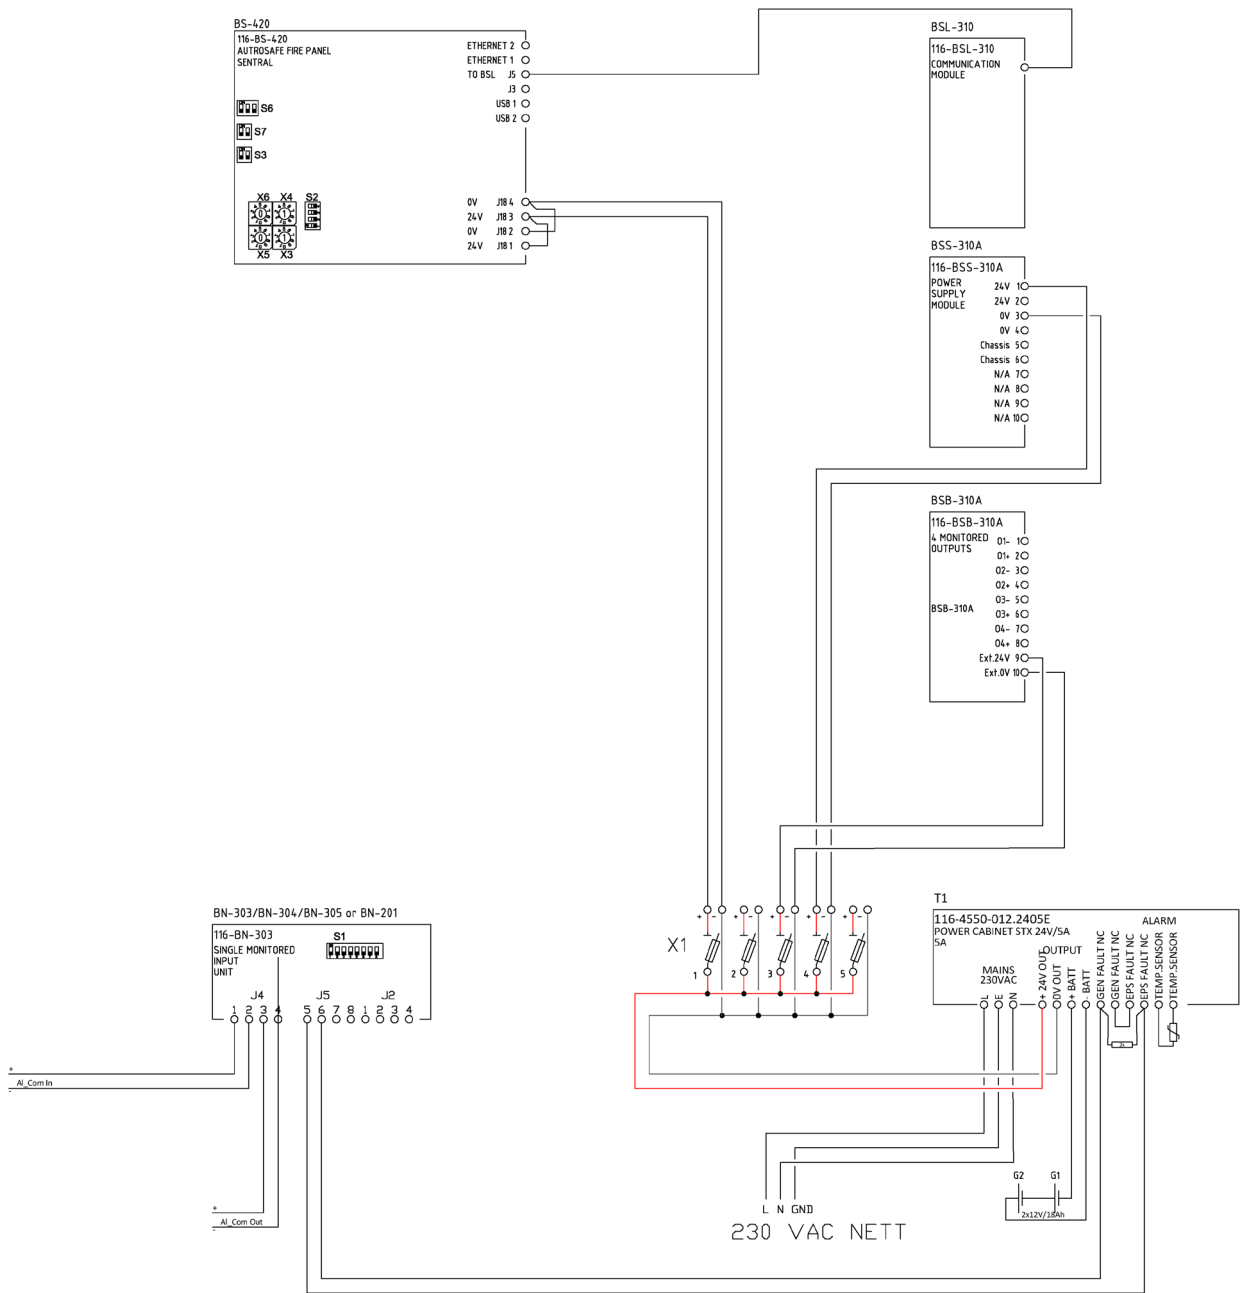 BS-420
116-BS-420
AUTROSAFE FIRE PANEL
SENTRAL
ETHERNET 2
ETHERNET 1
TO BSL J5
J3
USB 1
USB 2
S6
S7
S3
X6 X4 S2
0 1
0 1
X5 X3
0V J18 4
24V J18 3
0V J18 2
24V J18 1
BSL-310
116-BSL-310
COMMUNICATION
MODULE
BSS-310A
116-BSS-310A
POWER
SUPPLY
MODULE
24V 1
24V 2
0V 3
0V 4
Chassis 5
Chassis 6
N/A 7
N/A 8
N/A 9
N/A 10
BSB-310A
116-BSB-310A
4 MONITORED
OUTPUTS
BSB-310A
O1- 1
O1+ 2
O2- 3
O2+ 4
O3- 5
O3+ 6
O4- 7
O4+ 8
Ext.24V 9
Ext.0V 10
BN-303/BN-304/BN-305 or BN-201
116-BN-303
SINGLE MONITORED
INPUT
UNIT
S1
J4 J5 J2
1 2 3 4 5 6 7 8 1 2 3 4
+
Al_Com In
-
+
Al_Com Out
-
X1
+ - + - + - + - + -
1 2 3 4 5
T1
116-4550-012.2405E
POWER CABINET STX 24V/5A
5A
ALARM
OUTPUT
MAINS
230VAC
L
E
N
+ 24V OUT
0V OUT
+ BATT
- BATT
GEN FAULT NC
GEN FAULT NC
EPS FAULT NC
EPS FAULT NC
TEMP.SENSOR
TEMP.SENSOR
G2 G1
2x12V/18Ah
L N GND
230 VAC NETT